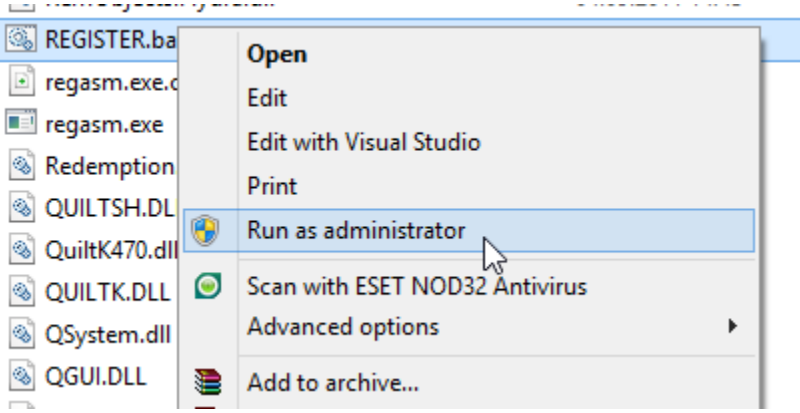 REGISTER.ba
regasm.exe.c
regasm.exe
Redemption
QUILTSH.DL
QuiltK470.dll
QUILTK.DLL
QSystem.dll
QGUI.DLL
Open
Edit
Edit with Visual Studio
Print
Run as administrator
Scan with ESET NOD32 Antivirus
Advanced options
Add to archive...